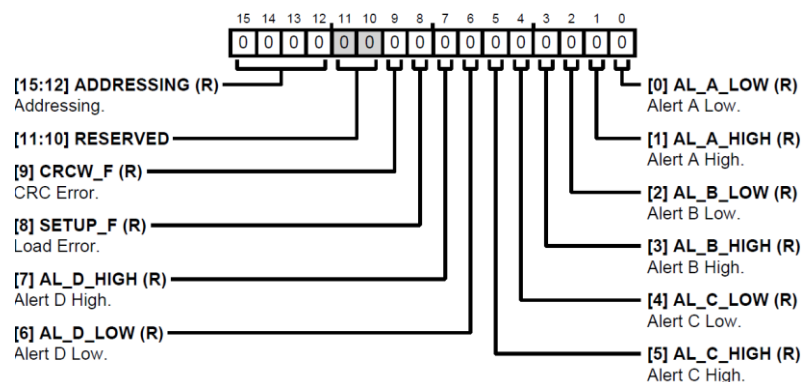 15 14 13 12 11 10 9 8 7 6 5 4 3 2 1 0
0 0 0 0 0 0 0 0 0 0 0 0 0 0 0 0
[15:12] ADDRESSING (R)
Addressing.
[11:10] RESERVED
[9] CRCW_F (R)
CRC Error.
[8] SETUP_F (R)
Load Error.
[7] AL_D_HIGH (R)
Alert D High.
[6] AL_D_LOW (R)
Alert D Low.
[0] AL_A_LOW (R)
Alert A Low.
[1] AL_A_HIGH (R)
Alert A High.
[2] AL_B_LOW (R)
Alert B Low.
[3] AL_B_HIGH (R)
Alert B High.
[4] AL_C_LOW (R)
Alert C Low.
[5] AL_C_HIGH (R)
Alert C High.